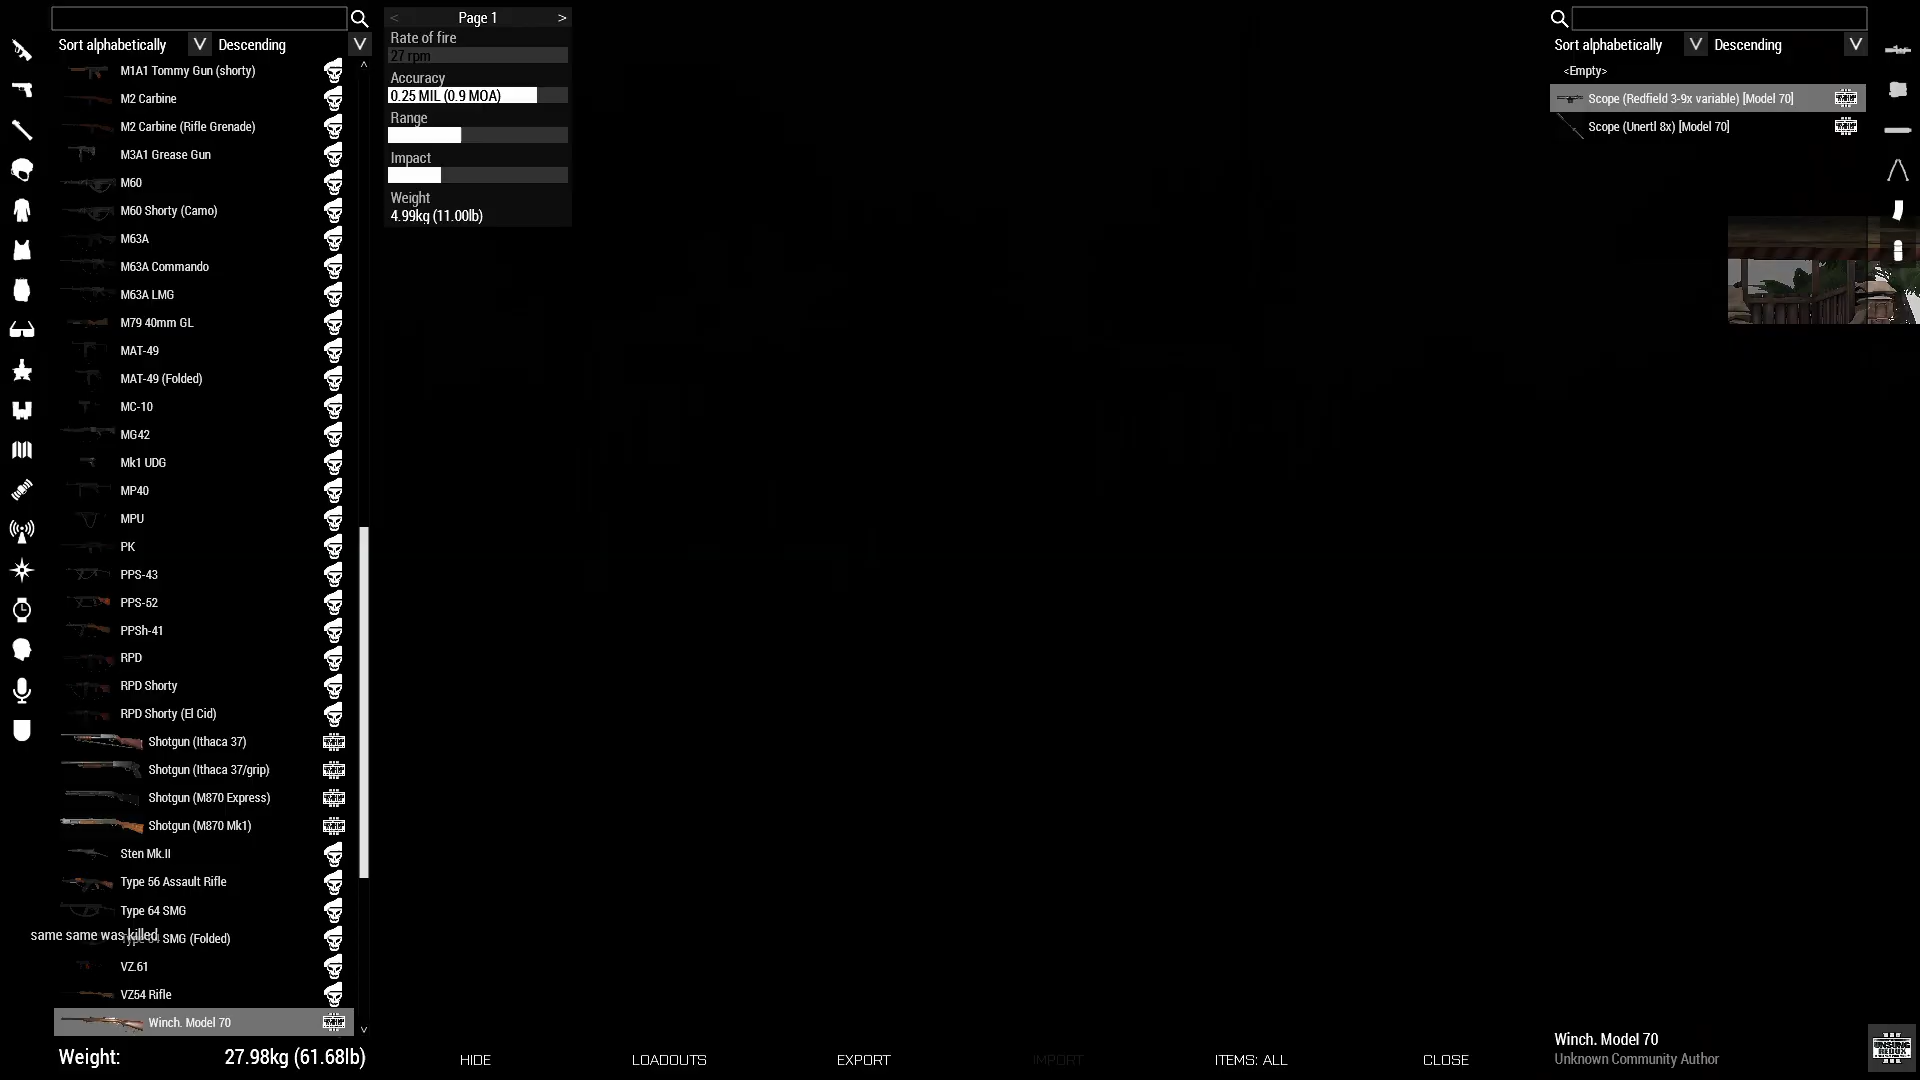 Sort alphabetically
Descending
M1A1 Tommy Gun (shorty)
M2 Carbine
M2 Carbine (Rifle Grenade)
M3A1 Grease Gun
M60
M60 Shorty (Camo)
M63A
M63A Commando
M63A LMG
M79 40mm GL
MAT-49
MAT-49 (Folded)
MC-10
MG42
Mk1 UDG
MP40
MPU
PK
PPS-43
PPS-52
PPSh-41
RPD
RPD Shorty
RPD Shorty (El Cid)
Shotgun (Ithaca 37)
Shotgun (Ithaca 37/grip)
Shotgun (M870 Express)
Shotgun (M870 Mk1)
Sten Mk.II
Type 56 Assault Rifle
Type 64 SMG
same same was killed
Type 64 SMG (Folded)
VZ.61
VZ54 Rifle
Winch. Model 70
Weight: 27.98kg (61.68lb)
< Page 1 >
Rate of fire
27 rpm
Accuracy
0.25 MIL (0.9 MOA)
Range
Impact
Weight
4.99kg (11.00lb)
HIDE
LOADOUTS
EXPORT
IMPORT
ITEMS: ALL
CLOSE
Sort alphabetically
Descending
<Empty>
Scope (Redfield 3-9x variable) [Model 70]
Scope (Unertl 8x) [Model 70]
Winch. Model 70
Unknown Community Author